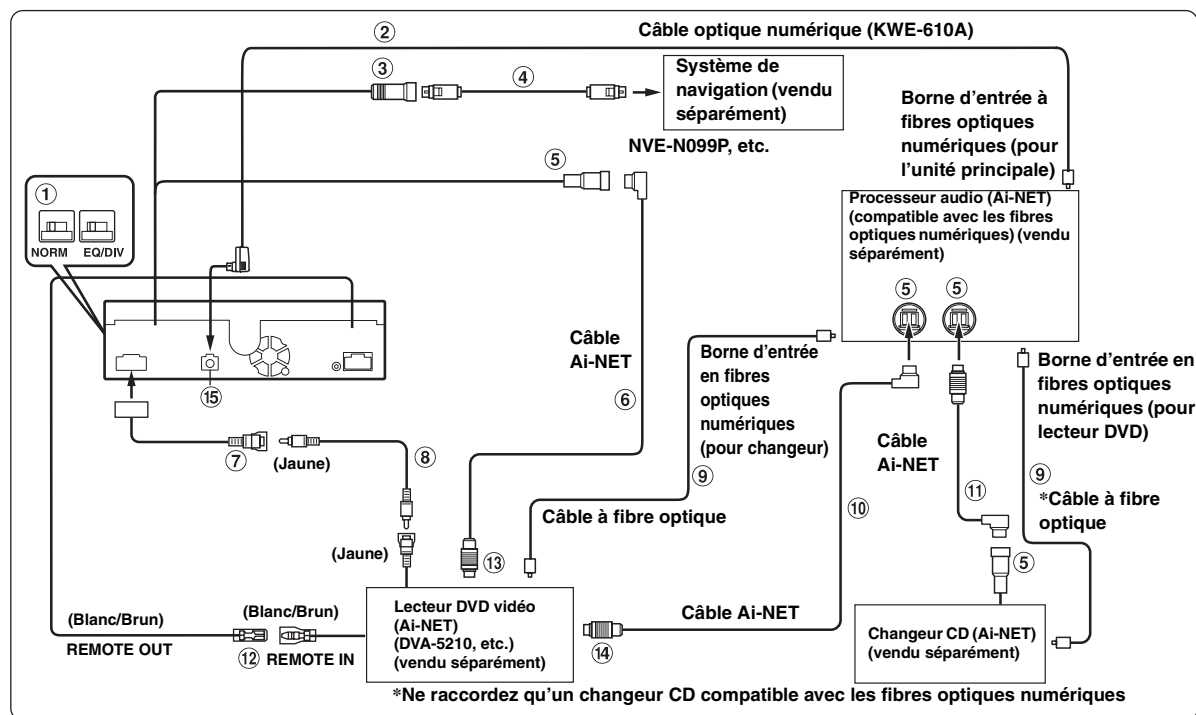 ②
Câble optique numérique (KWE-610A)
③
④
Système de
navigation (vendu
séparément)
NVE-N099P, etc.
Borne d'entrée à
fibres optiques
numériques (pour
l'unité principale)
⑤
①
NORM
EQ/DIV
Processeur audio (Ai-NET)
(compatible avec les fibres
optiques numériques) (vendu
séparément)
⑤
⑤
Câble
Ai-NET
⑥
Borne d'entrée
en fibres
optiques
numériques
(pour changeur)
⑨
Borne d'entrée en
fibres optiques
numériques (pour
lecteur DVD)
⑮
⑦
(Jaune)
⑧
Câble
Ai-NET
⑪
⑨
*Câble à fibre
optique
⑩
Câble à fibre optique
(Jaune)
⑬
⑤
(Blanc/Brun)
REMOTE OUT
⑫
(Blanc/Brun)
REMOTE IN
Lecteur DVD vidéo
(Ai-NET)
(DVA-5210, etc.)
(vendu séparément)
⑭
Câble Ai-NET
Changeur CD (Ai-NET)
(vendu séparément)
*Ne raccordez qu'un changeur CD compatible avec les fibres optiques numériques